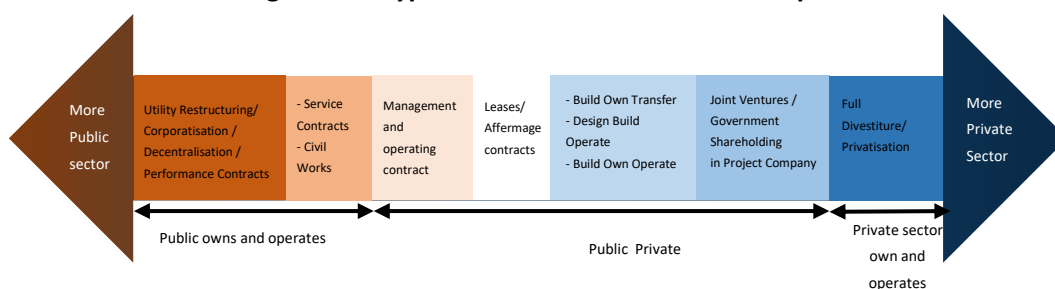 More
Public
sector
Utility Restructuring/
Corporatisation /
Decentralisation /
Performance Contracts
- Service
Contracts
- Civil
Works
Management
and
operating
contract
Leases/
Affermage
contracts
- Build Own Transfer
- Design Build
Operate
- Build Own Operate
Joint Ventures /
Government
Shareholding
in Project Company
Full
Divestiture/
Privatisation
More
Private
Sector
Public owns and operates
Public Private
Private sector
own and
operates